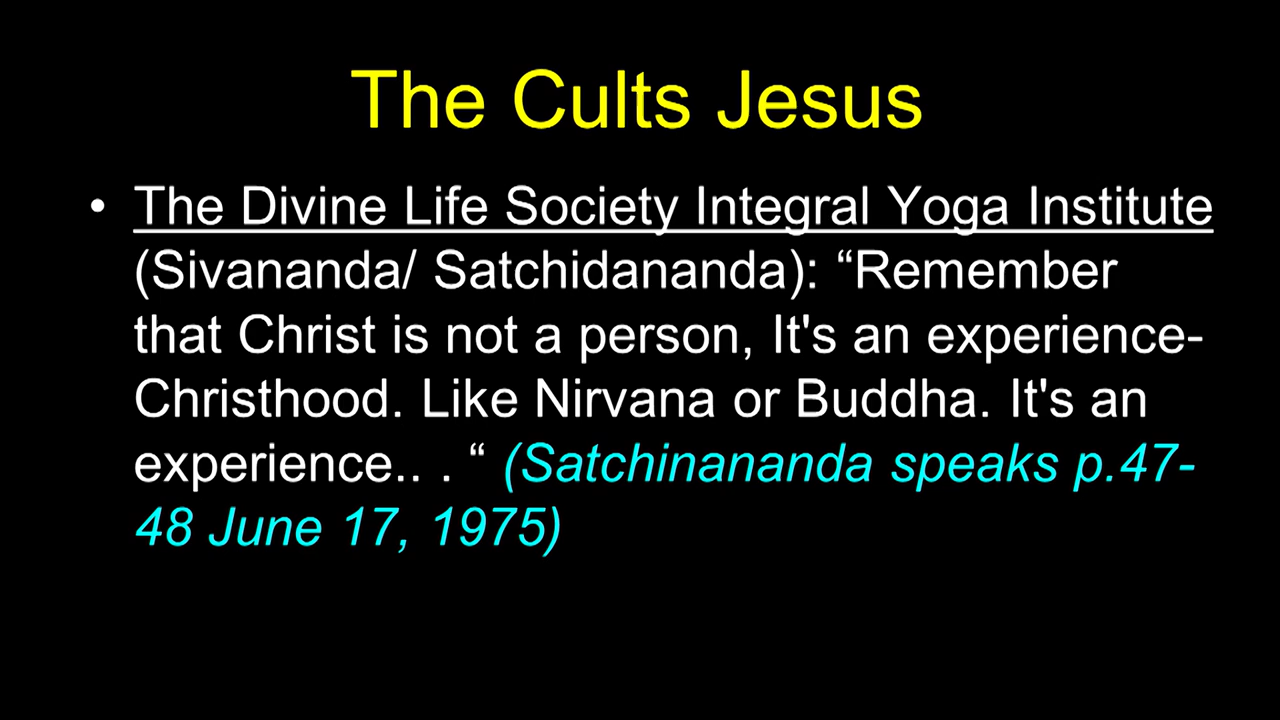 The Cults Jesus
• The Divine Life Society Integral Yoga Institute
(Sivananda/ Satchidananda): “Remember
that Christ is not a person, It's an experience-
Christhood. Like Nirvana or Buddha. It's an
experience.. . “ (Satchinananda speaks p.47-
48 June 17, 1975)